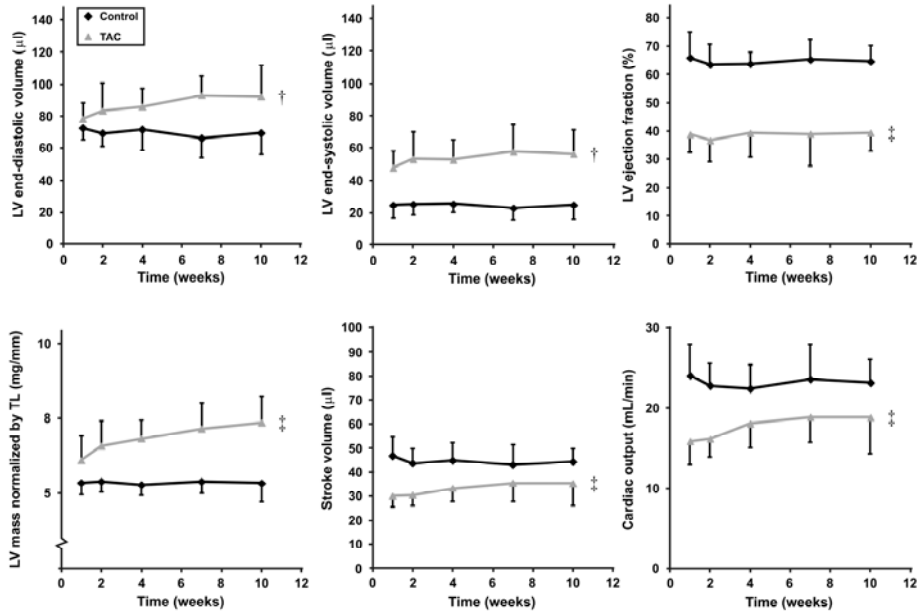 Control
TAC
LV end-diastolic volume (µl)
140
120
100
80
60
40
20
0
†
0 2 4 6 8 10 12
Time (weeks)
LV end-systolic volume (µl)
140
120
100
80
60
40
20
0
†
0 2 4 6 8 10 12
Time (weeks)
LV ejection fraction (%)
80
70
60
50
40
30
20
10
0
‡
0 2 4 6 8 10 12
Time (weeks)
LV mass normalized by TL (mg/mm)
10
8
5
‡
0 2 4 6 8 10 12
Time (weeks)
Stroke volume (µl)
100
90
80
70
60
50
40
30
20
10
0
‡
0 2 4 6 8 10 12
Time (weeks)
Cardiac output (mL/min)
30
20
10
0
‡
0 2 4 6 8 10 12
Time (weeks)